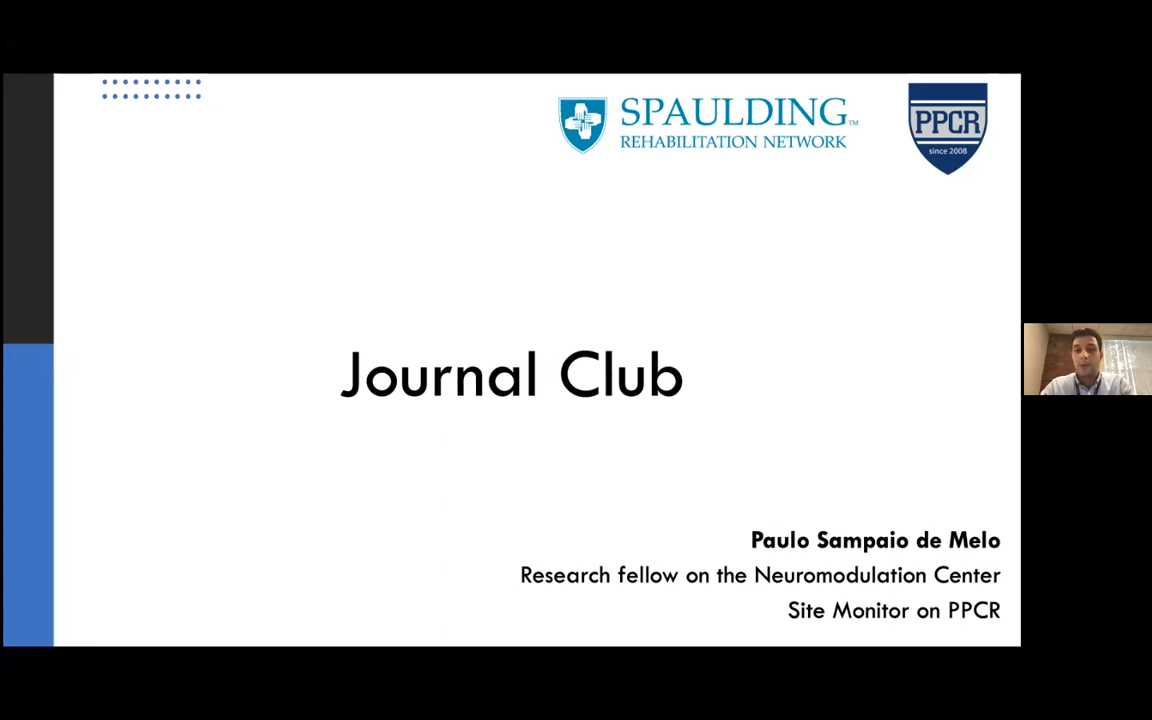 SPAULDING™
REHABILITATION NETWORK
PPCR
since 2008
Journal Club
Paulo Sampaio de Melo
Research fellow on the Neuromodulation Center
Site Monitor on PPCR